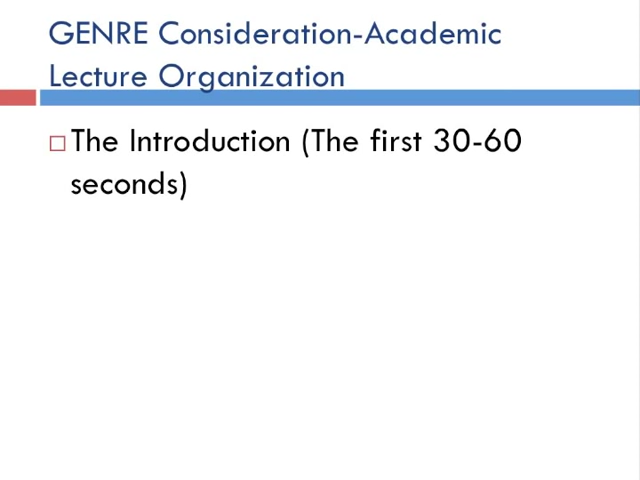 GENRE Consideration-Academic
Lecture Organization
The Introduction (The first 30-60
seconds)